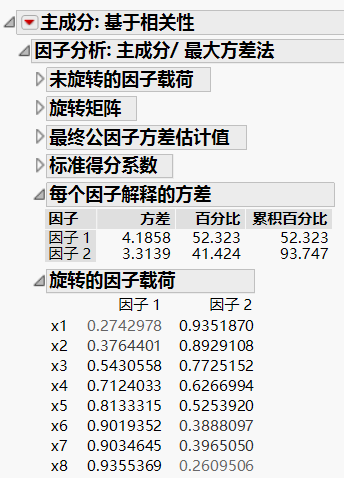 主成分: 基于相关性
因子分析: 主成分/ 最大方差法
未旋转的因子载荷
旋转矩阵
最终公因子方差估计值
标准得分系数
每个因子解释的方差
因子 方差 百分比 累积百分比
因子 1 4.1858 52.323 52.323
因子 2 3.3139 41.424 93.747
旋转的因子载荷
因子 1 因子 2
x1 0.2742978 0.9351870
x2 0.3764401 0.8929108
x3 0.5430558 0.7725152
x4 0.7124033 0.6266994
x5 0.8133315 0.5253920
x6 0.9019352 0.3888097
x7 0.9034645 0.3965050
x8 0.9355369 0.2609506